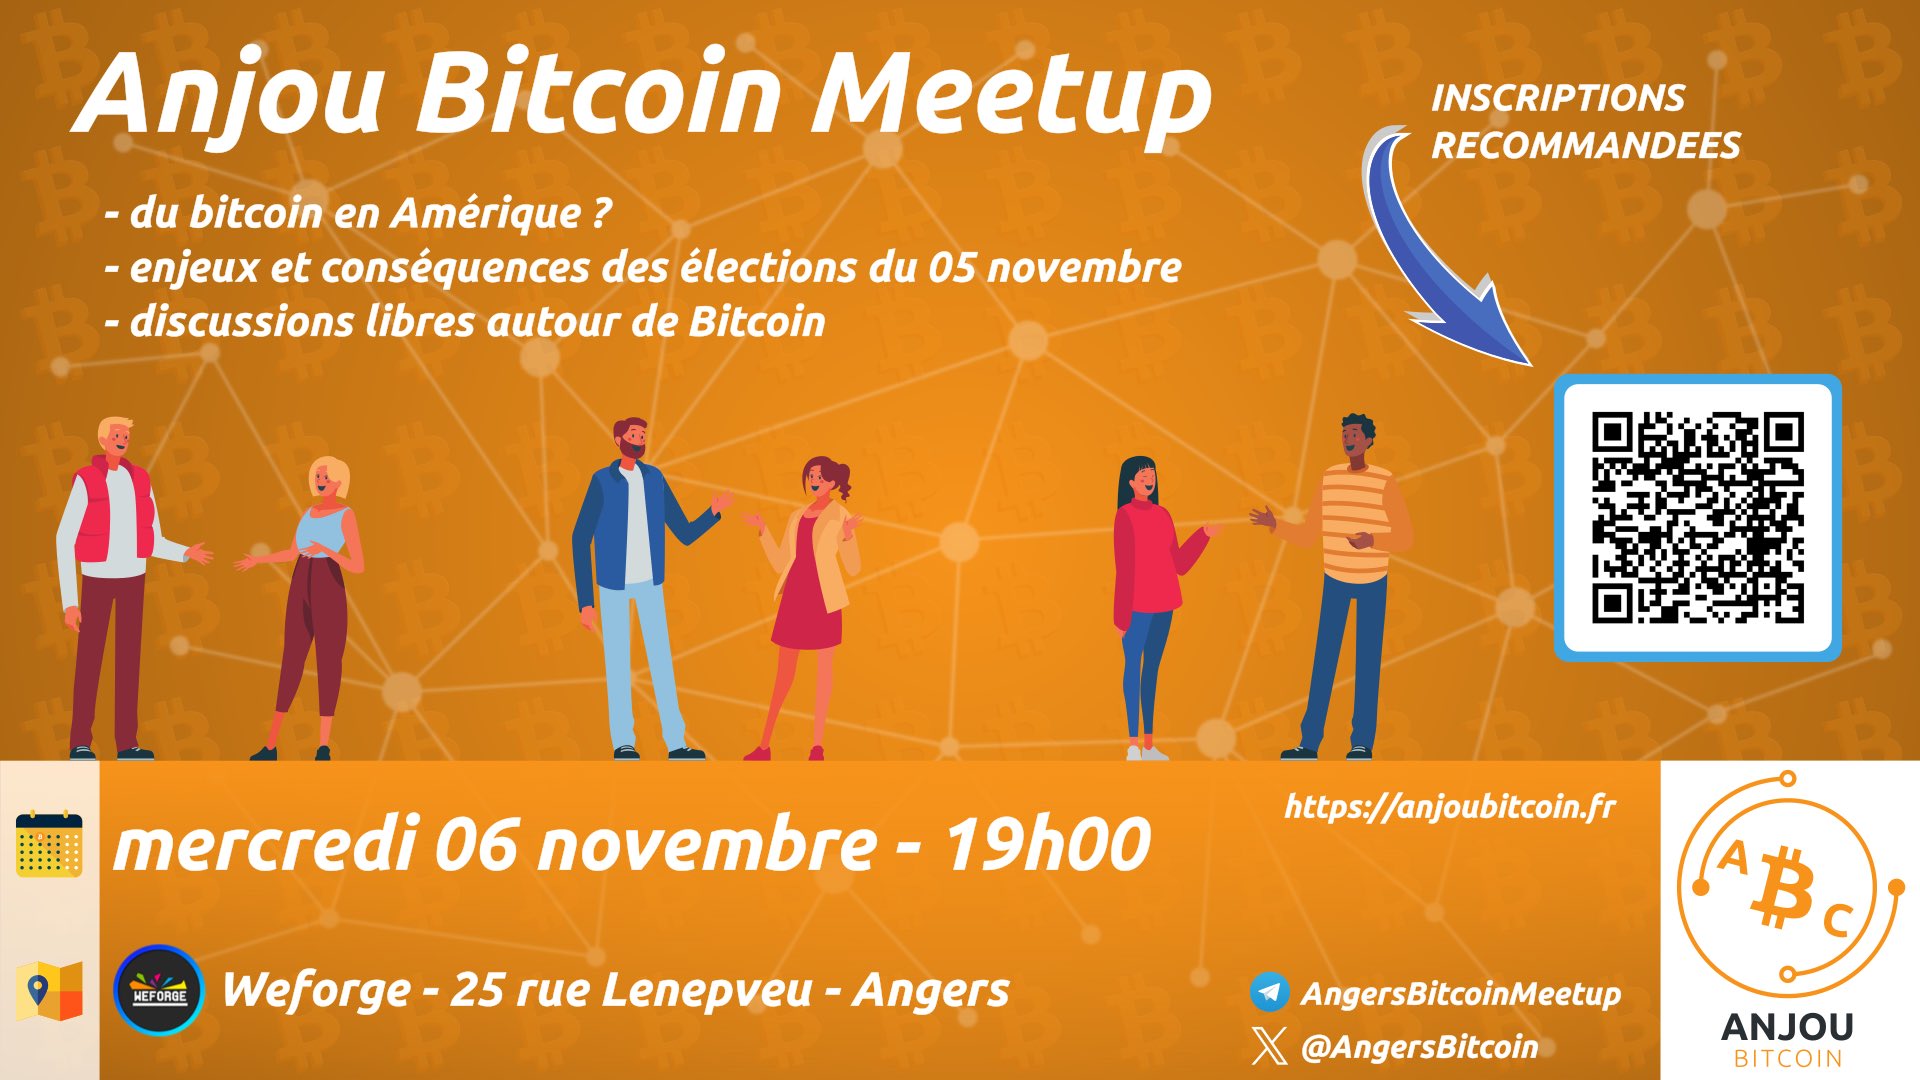 Anjou Bitcoin Meetup
- du bitcoin en Amérique ?
- enjeux et conséquences des élections du 05 novembre
- discussions libres autour de Bitcoin
INSCRIPTIONS
RECOMMANDEES
mercredi 06 novembre - 19h00
WEFORGE
Weforge - 25 rue Lenepveu - Angers
https://anjoubitcoin.fr
AngersBitcoinMeetup
@AngersBitcoin
A ₿ C
ANJOU
BITCOIN